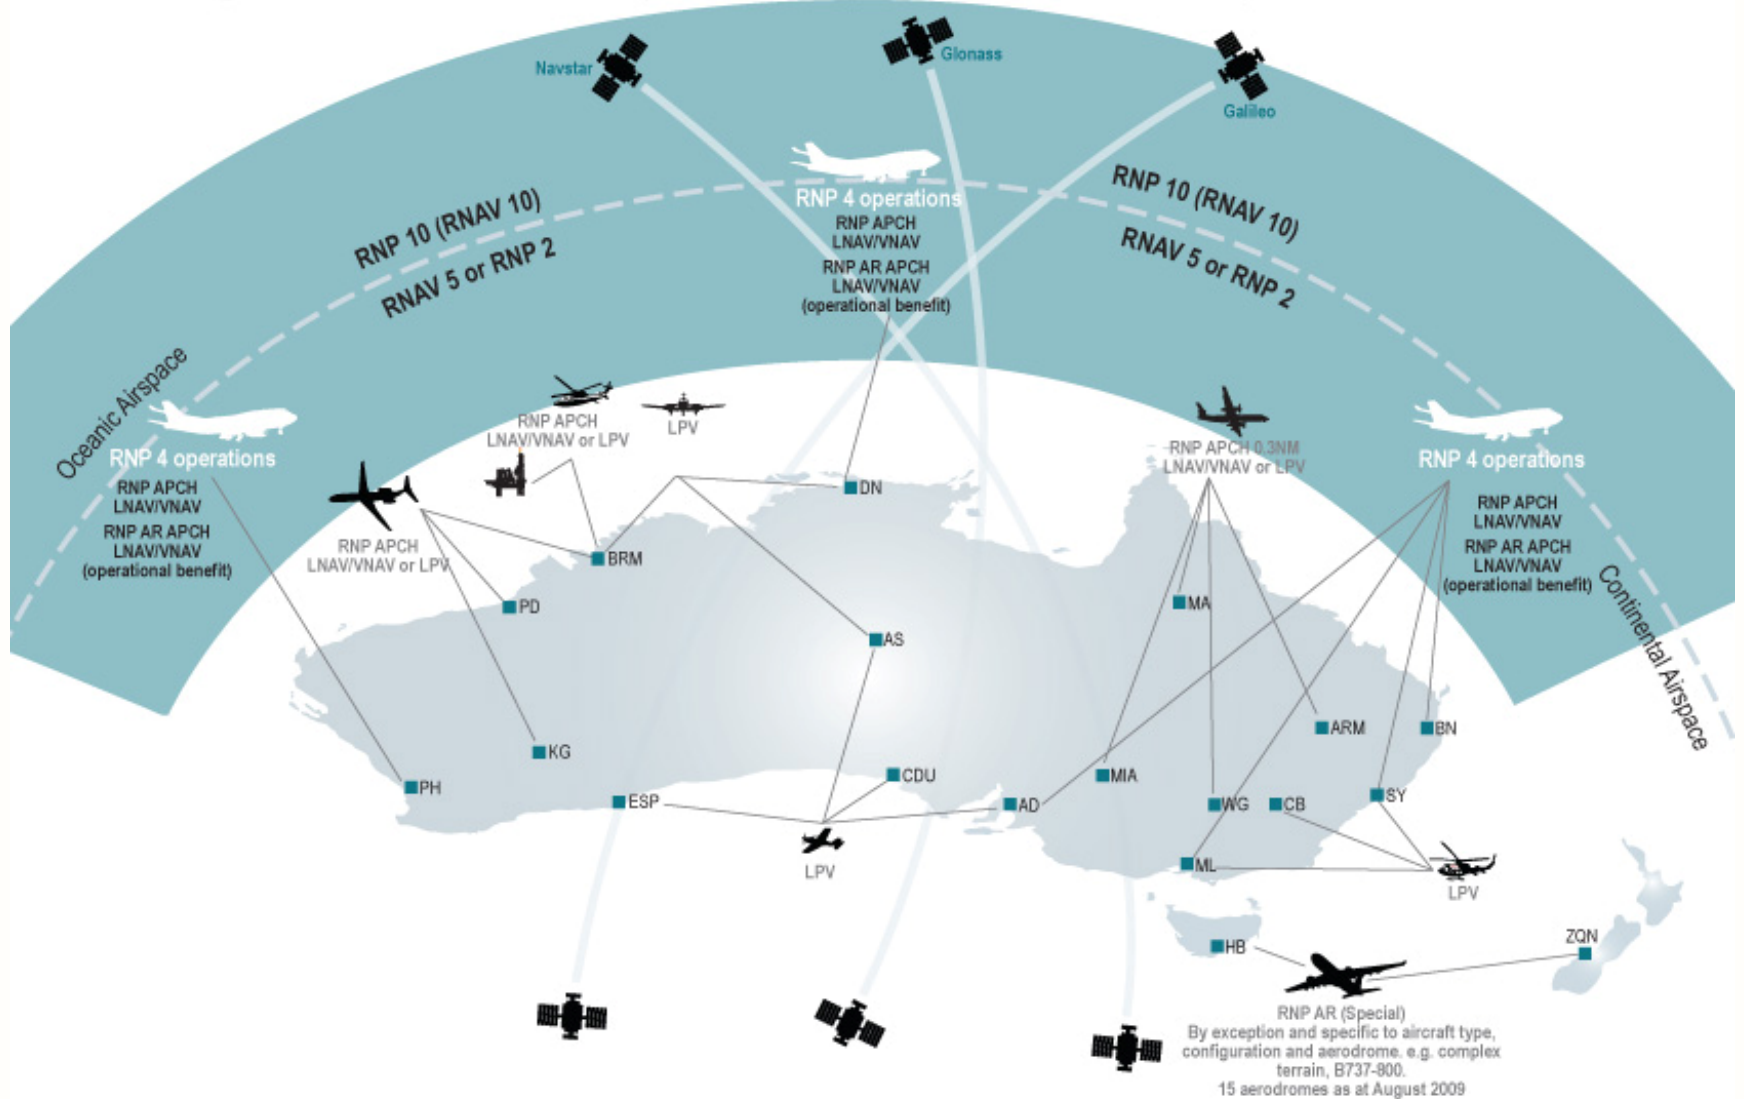 Navstar
Glonass
Galileo
RNP 10 (RNAV 10)
RNAV 5 or RNP 2
RNP 4 operations
RNP APCH
LNAV/VNAV
RNP AR APCH
LNAV/VNAV
(operational benefit)
RNP 10 (RNAV 10)
RNAV 5 or RNP 2
Oceanic Airspace
RNP 4 operations
RNP APCH
LNAV/VNAV
RNP AR APCH
LNAV/VNAV
(operational benefit)
RNP APCH
LNAV/VNAV or LPV
RNP APCH
LNAV/VNAV or LPV
LPV
RNP APCH 0.3NM
LNAV/VNAV or LPV
RNP 4 operations
RNP APCH
LNAV/VNAV
RNP AR APCH
LNAV/VNAV
(operational benefit)
Continental Airspace
DN
BRM
PD
MA
AS
KG
PH
ESP
CDU
AD
MIA
ARM
BN
WG
CB
SY
ML
LPV
LPV
HB
ZQN
RNP AR (Special)
By exception and specific to aircraft type,
configuration and aerodrome. e.g. complex
terrain, B737-800.
15 aerodromes as at August 2009